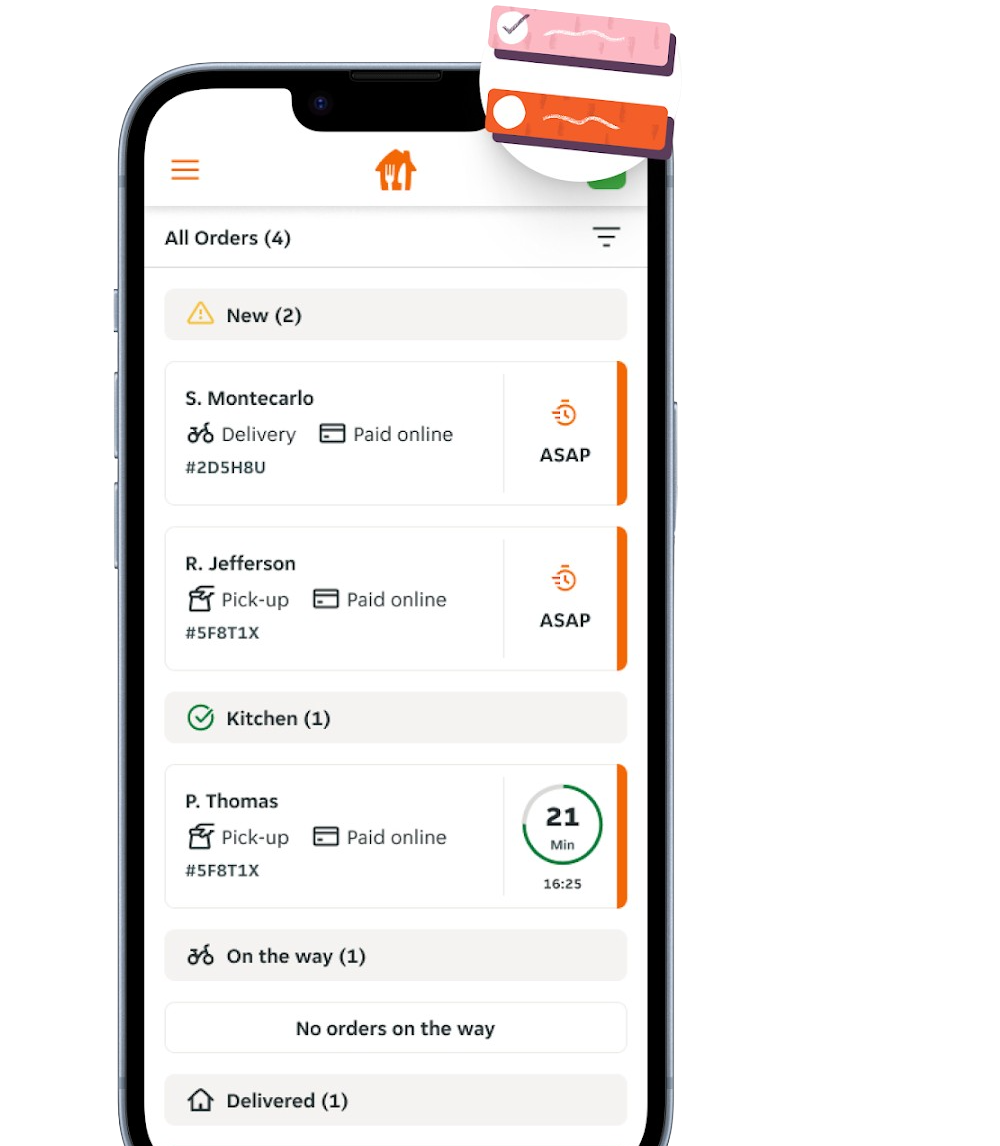 All Orders (4)
New (2)
S. Montecarlo
Delivery Paid online
#2D5H8U
ASAP
R. Jefferson
Pick-up Paid online
#5F8T1X
ASAP
Kitchen (1)
P. Thomas
Pick-up Paid online
#5F8T1X
21
Min
16:25
On the way (1)
No orders on the way
Delivered (1)